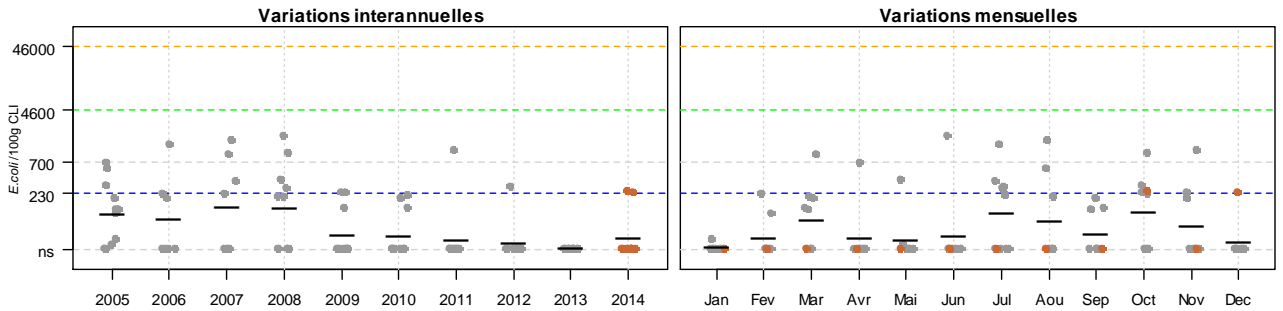 Variations interannuelles
Variations mensuelles
E.coli/100g CLI
46000
4600
700
230
ns
2005 2006 2007 2008 2009 2010 2011 2012 2013 2014
Jan Fev Mar Avr Mai Jun Jul Aou Sep Oct Nov Dec